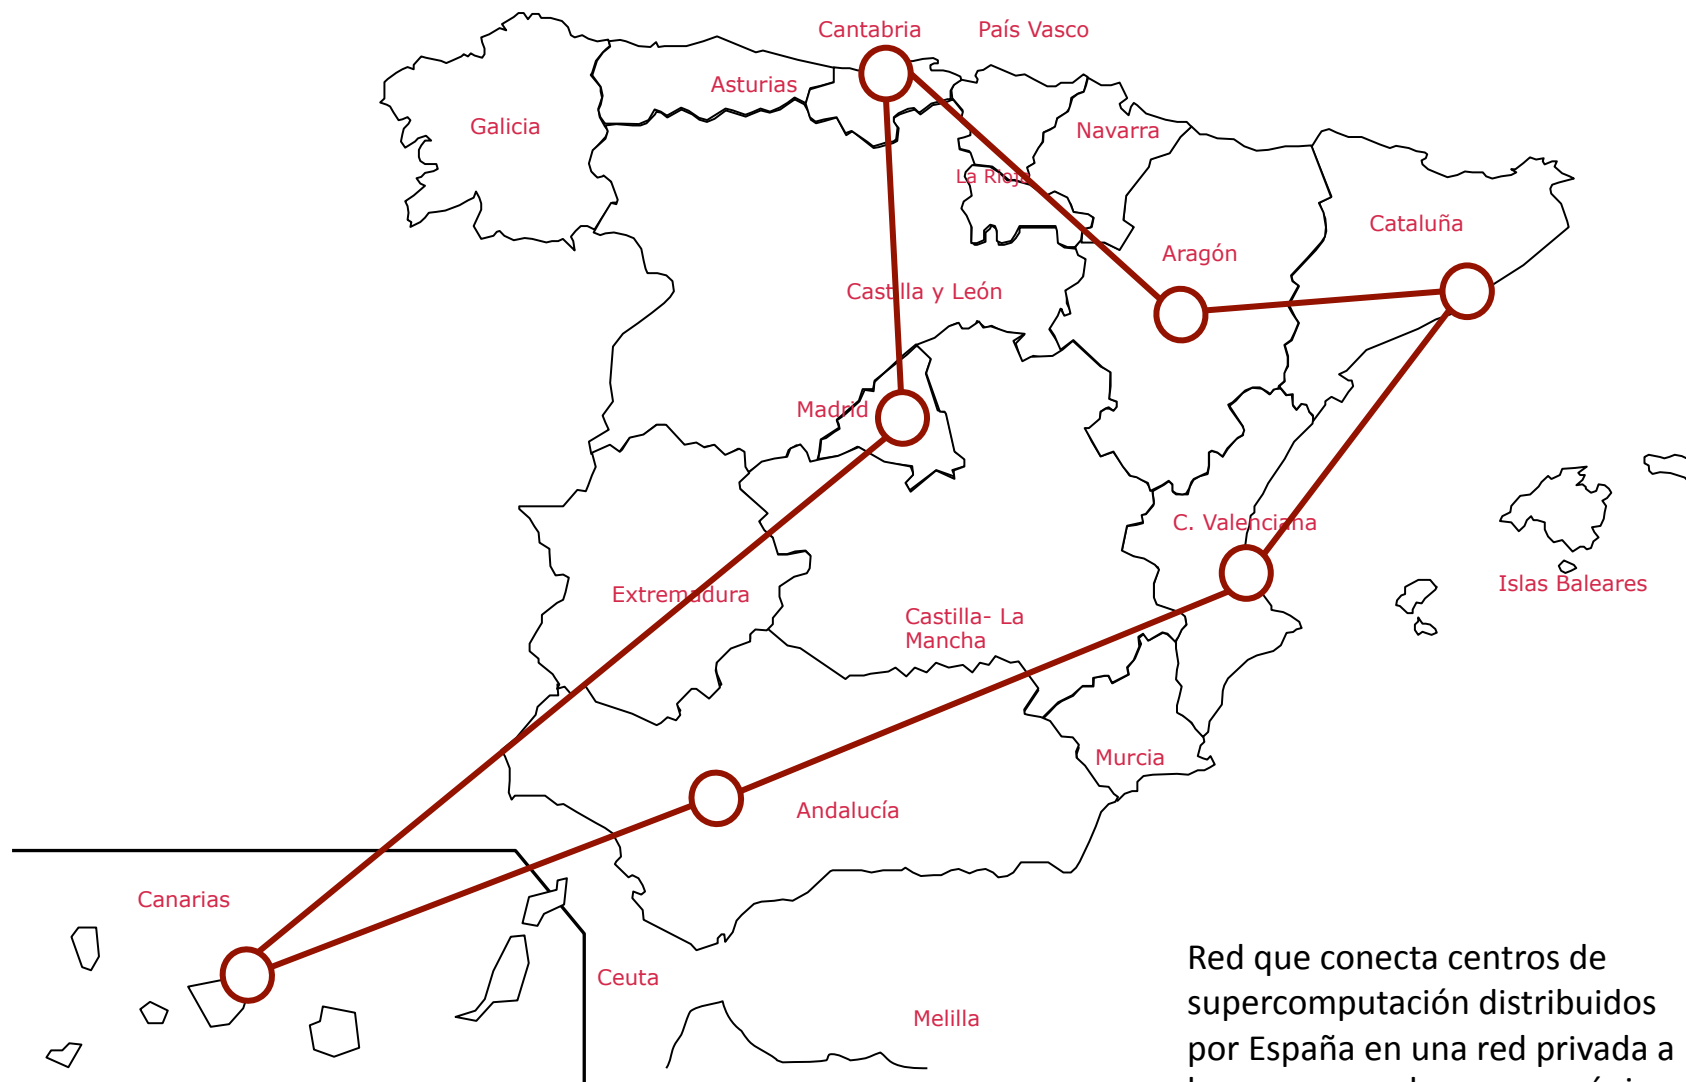 Cantabria
País Vasco
Asturias
Galicia
Navarra
La Rioja
Cataluña
Aragón
Castilla y León
Madrid
C. Valenciana
Islas Baleares
Extremadura
Castilla- La
Mancha
Murcia
Andalucía
Canarias
Ceuta
Melilla
Red que conecta centros de
supercomputación distribuidos
por España en una red privada a